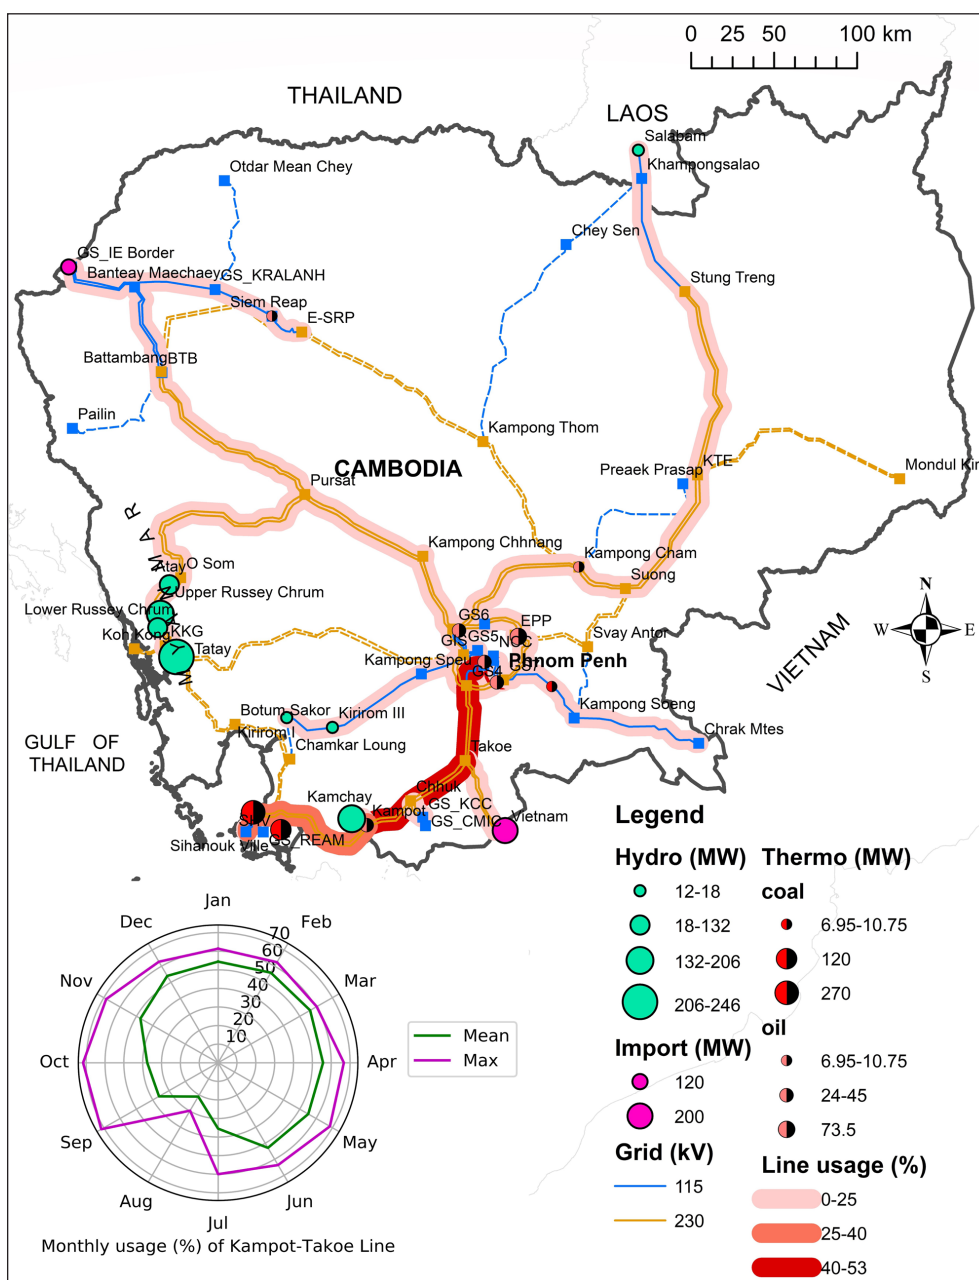 0 25 50 100 km
THAILAND
LAOS
Salabam
Khampongsalao
Otdar Mean Chey
Chey Sen
GS_IE Border
Banteay Maechaey
GS_KRALANH
Siem Reap
E-SRP
Stung Treng
Battambang
BTB
Pailin
Kampong Thom
CAMBODIA
Preaek Prasap
KTE
Mondul Kir
Pursat
MYANMAR
Kampong Chhnang
Kampong Cham
Suong
Atay
O Som
Upper Russey Chrum
Lower Russey Chrum
Koh Kong
KKG
Tatay
GS6
EPP
GIS
GS5
NCC
Svay Antor
Kampong Speu
GS4
GS7
Phnom Penh
VIETNAM
N
W E
S
Botum Sakor
Kirirom III
Kirirom I
Chamkar Loung
Kampong Soeng
Chrak Mtes
GULF OF
THAILAND
Takoe
Chhuk
Kamchay
Kampot
GS_KCC
GS_CMIC
Vietnam
SHV
Sihanouk Ville
GS_REAM
Legend
Hydro (MW)
12-18
18-132
132-206
206-246
Import (MW)
120
200
Grid (kV)
115
230
Thermo (MW)
coal
6.95-10.75
120
270
oil
6.95-10.75
24-45
73.5
Line usage (%)
0-25
25-40
40-53
Jan
Feb
Mar
Apr
May
Jun
Jul
Aug
Sep
Oct
Nov
Dec
70
60
50
40
30
20
10
Mean
Max
Monthly usage (%) of Kampot-Takoe Line